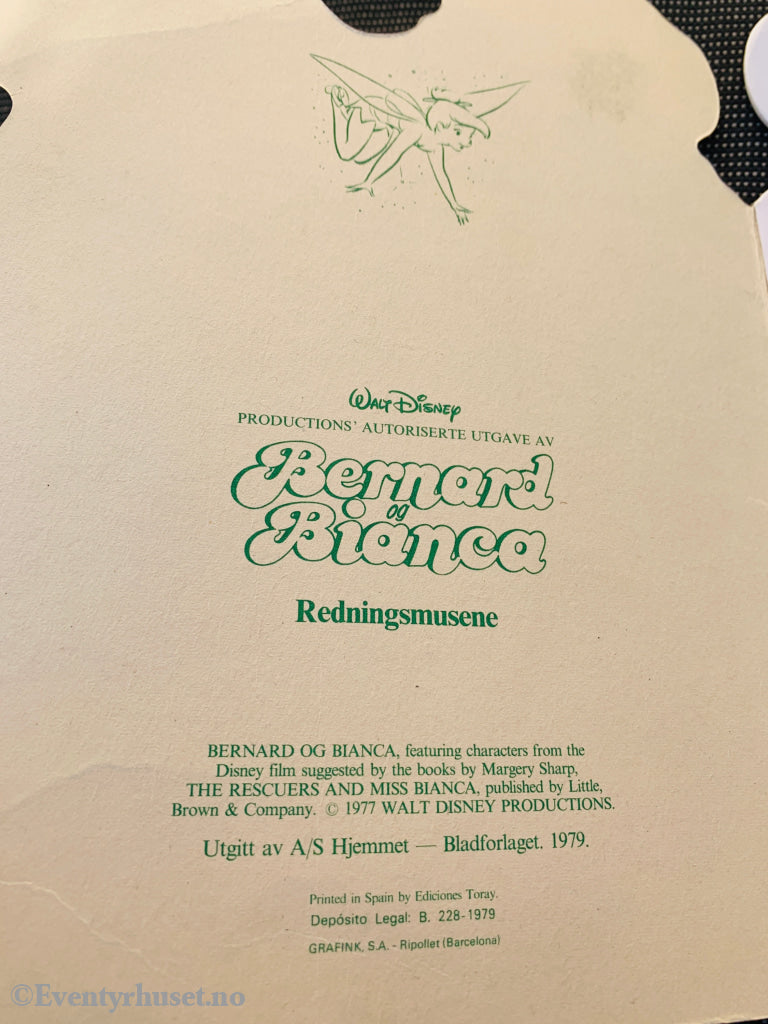 WALT DISNEY
PRODUCTIONS' AUTORISERTE UTGAVE AV
Bernard
og
Bianca
Redningsmusene
BERNARD OG BIANCA, featuring characters from the
Disney film suggested by the books by Margery Sharp,
THE RESCUERS AND MISS BIANCA, published by Little,
Brown & Company. © 1977 WALT DISNEY PRODUCTIONS.
Utgitt av A/S Hjemmet — Bladforlaget. 1979.
Printed in Spain by Ediciones Toray.
Depósito Legal: B. 228-1979
GRAFINK, S.A. - Ripollet (Barcelona)
©Eventyrhuset.no